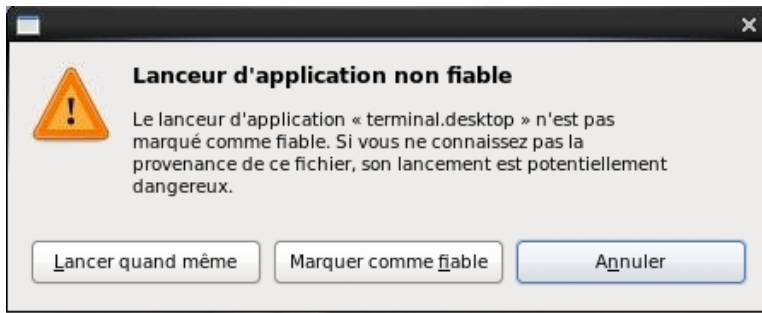 Lanceur d'application non fiable
Le lanceur d'application « terminal.desktop » n'est pas
marqué comme fiable. Si vous ne connaissez pas la
provenance de ce fichier, son lancement est potentiellement
dangereux.
Lancer quand même Marquer comme fiable Annuler